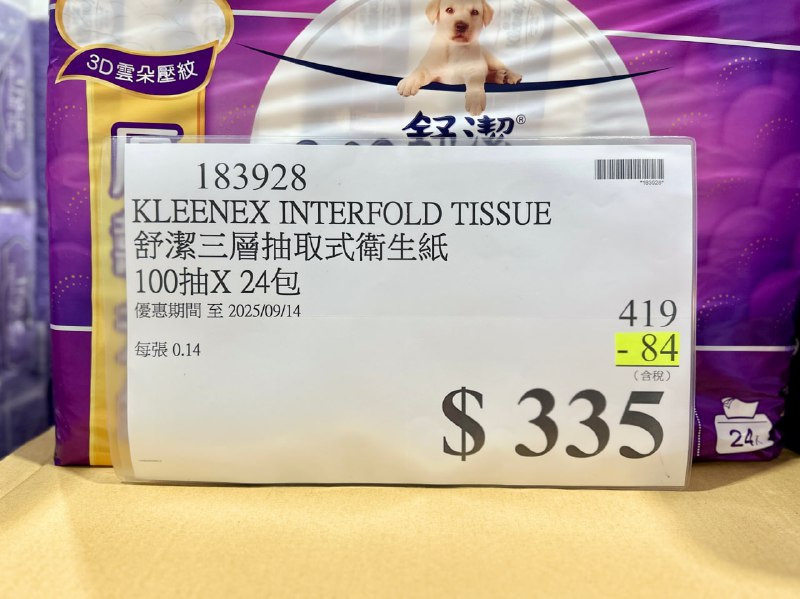 3D雲朵壓紋
舒潔®
183928
*183928*
KLEENEX INTERFOLD TISSUE
舒潔三層抽取式衛生紙
100抽X 24包
優惠期間 至 2025/09/14
419
- 84
每張 0.14
(含稅)
$ 335
24